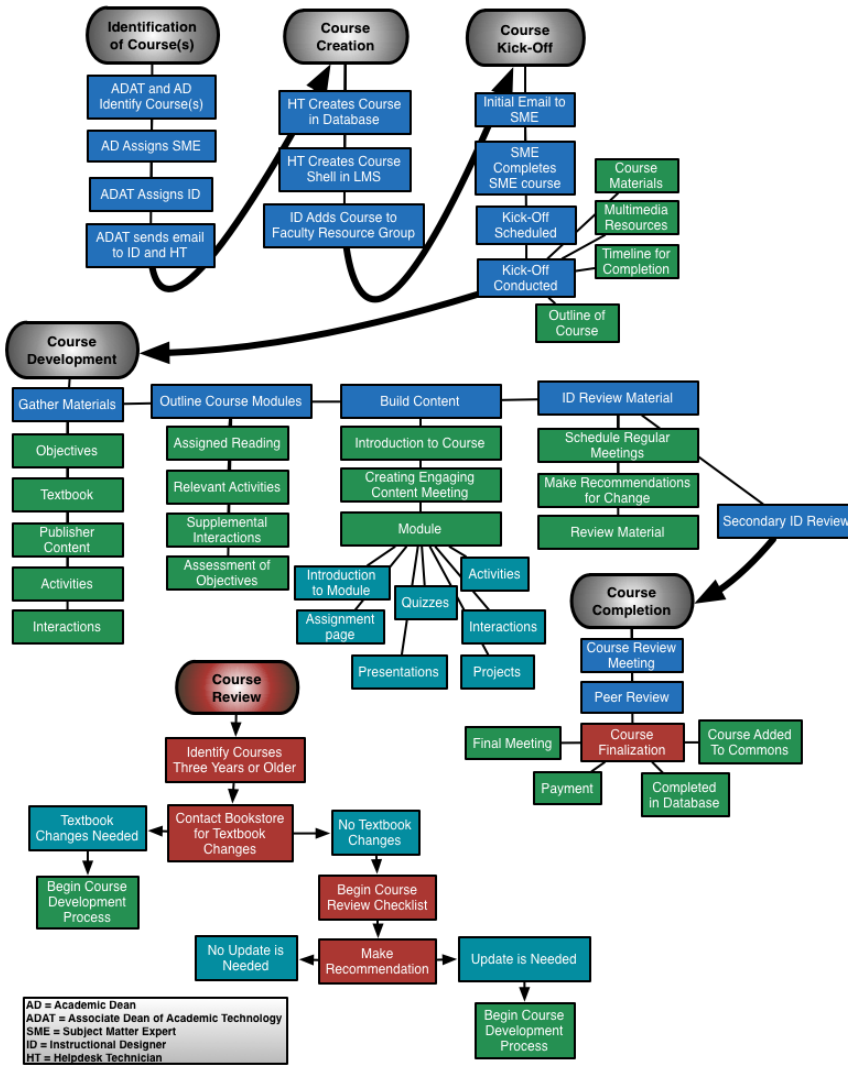 Identification
of Course(s)
ADAT and AD
Identify Course(s)
AD Assigns SME
ADAT Assigns ID
ADAT sends email
to ID and HT
Course
Creation
HT Creates Course
in Database
HT Creates Course
Shell in LMS
ID Adds Course to
Faculty Resource Group
Course
Kick-Off
Initial Email to
SME
SME
Completes
SME course
Kick-Off
Scheduled
Kick-Off
Conducted
Course
Materials
Multimedia
Resources
Timeline for
Completion
Outline of
Course
Course
Development
Gather Materials
Objectives
Textbook
Publisher
Content
Activities
Interactions
Outline Course Modules
Assigned Reading
Relevant Activities
Supplemental
Interactions
Assessment of
Objectives
Build Content
Introduction to Course
Creating Engaging
Content Meeting
Module
Introduction
to Module
Assignment
page
Presentations
Quizzes
Activities
Interactions
Projects
ID Review Material
Schedule Regular
Meetings
Make Recommendations
for Change
Review Material
Secondary ID Review
Course
Completion
Course Review
Meeting
Peer Review
Course
Finalization
Final Meeting
Payment
Completed
in Database
Course Added
To Commons
Course
Review
Identify Courses
Three Years or Older
Contact Bookstore
for Textbook
Changes
Textbook
Changes Needed
Begin Course
Development
Process
No Textbook
Changes
Begin Course
Review Checklist
Make
Recommendation
No Update is
Needed
Update is Needed
Begin Course
Development
Process
AD = Academic Dean
ADAT = Associate Dean of Academic Technology
SME = Subject Matter Expert
ID = Instructional Designer
HT = Helpdesk Technician